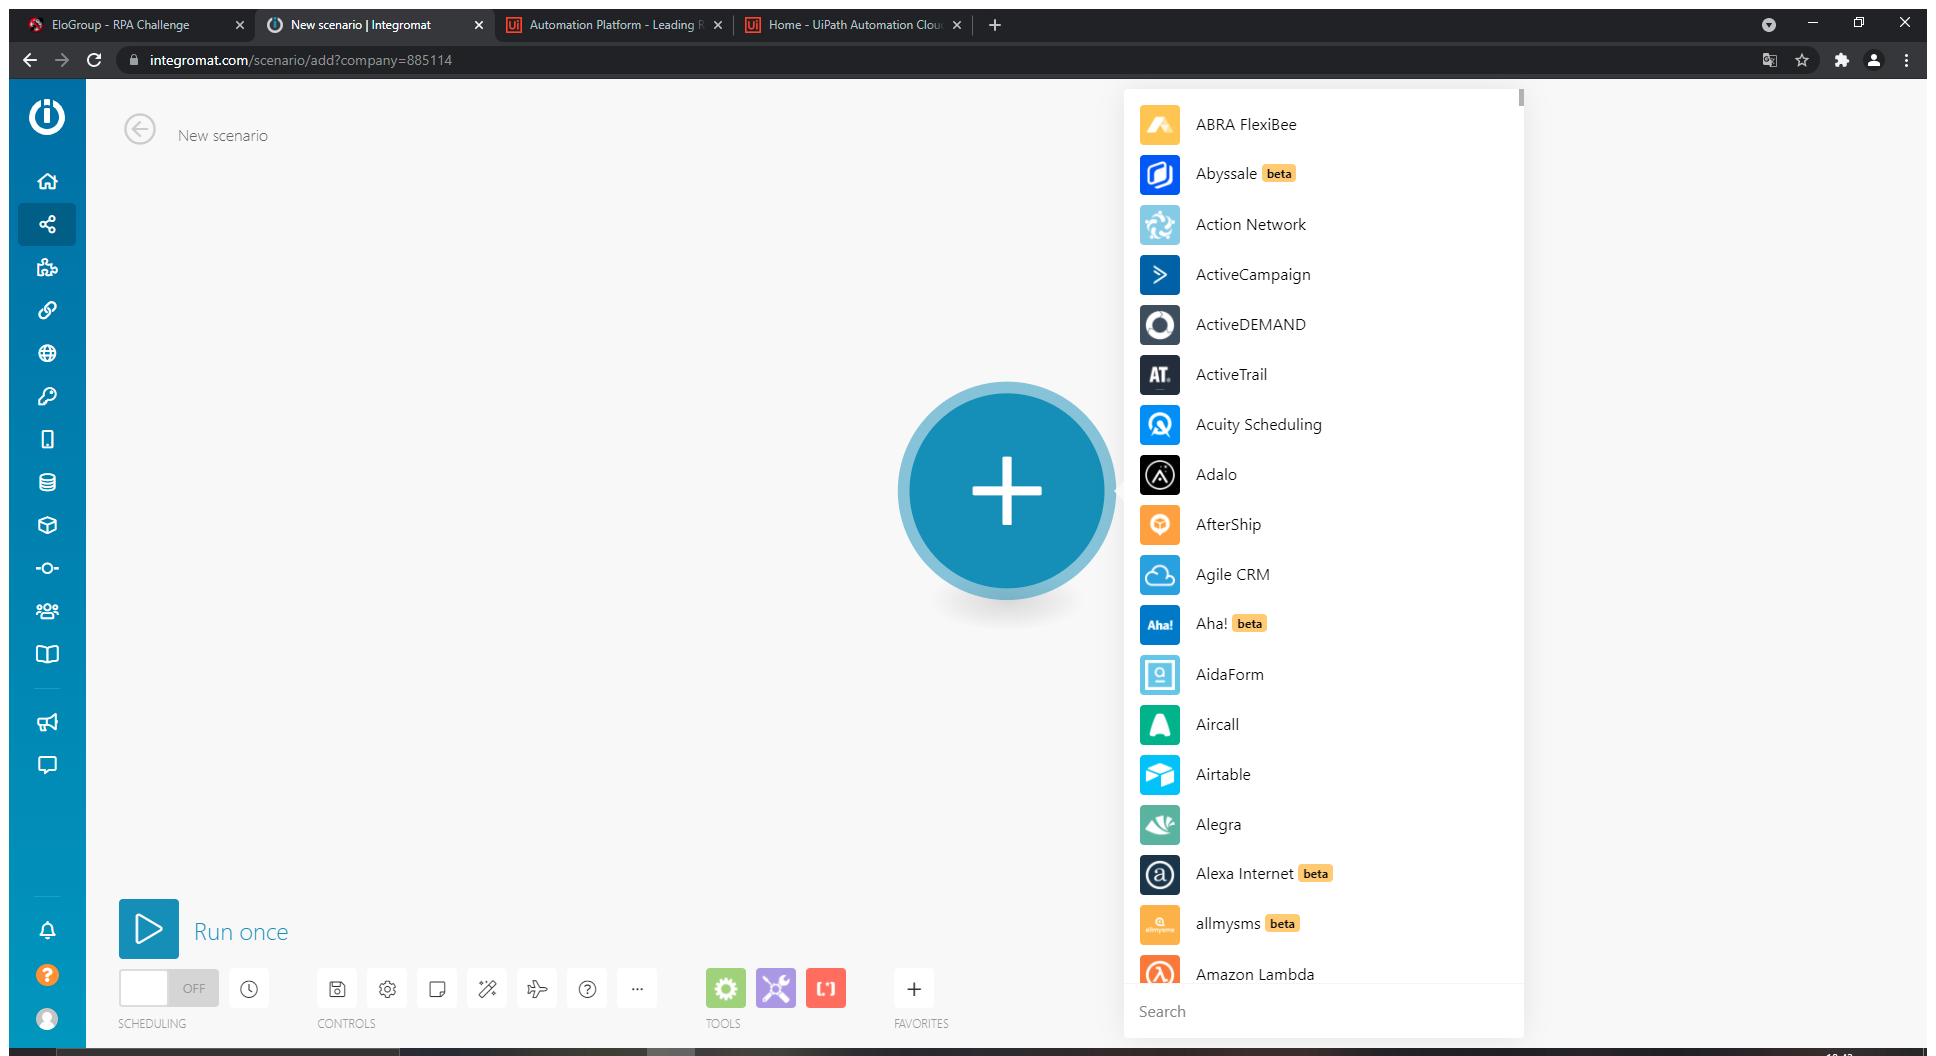 EloGroup - RPA Challenge
New scenario | Integromat
Automation Platform - Leading R
Home - UiPath Automation Clou
integromat.com/scenario/add?company=885114
New scenario
ABRA FlexiBee
Abyssale beta
Action Network
ActiveCampaign
ActiveDEMAND
AT.
ActiveTrail
Acuity Scheduling
Adalo
AfterShip
Agile CRM
Aha!
Aha! beta
AidaForm
Aircall
Airtable
Alegra
Alexa Internet beta
allmysms
allmysms beta
Amazon Lambda
Search
Run once
OFF
SCHEDULING
CONTROLS
TOOLS
FAVORITES